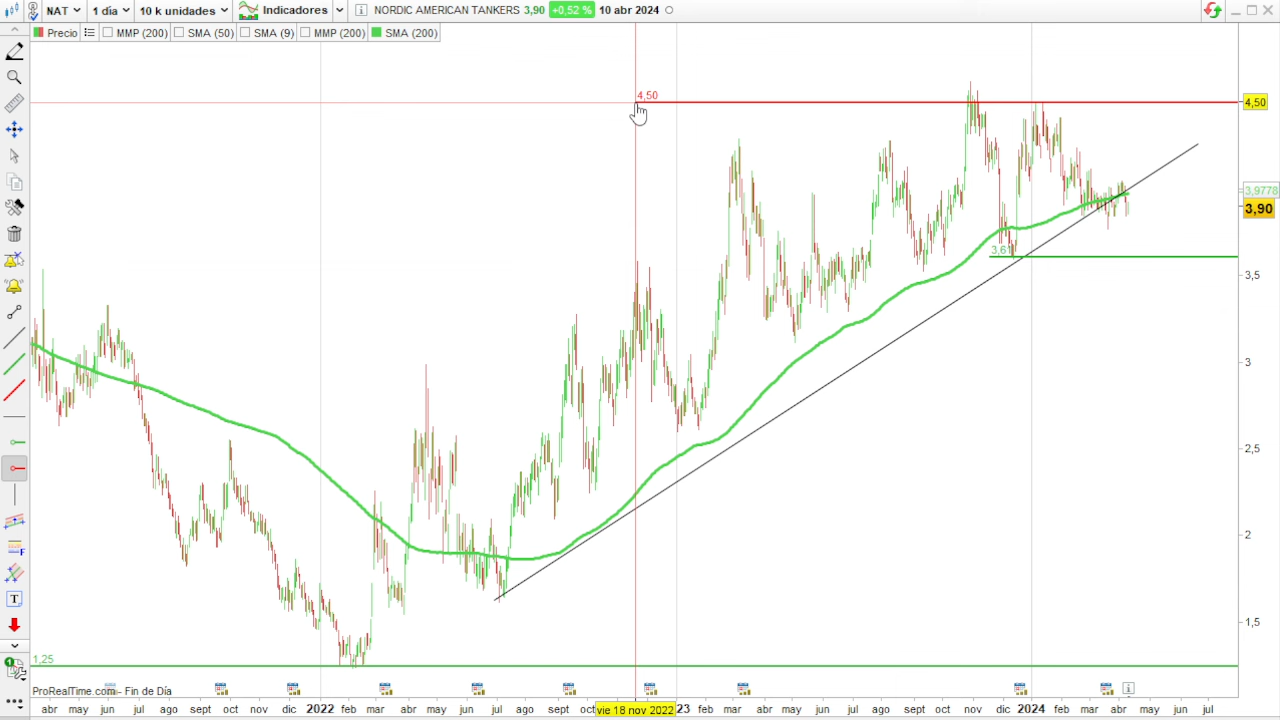 NAT 1 día 10 k unidades Indicadores NORDIC AMERICAN TANKERS 3,90 +0,52 % 10 abr 2024
Precio MMP (200) SMA (50) SMA (9) MMP (200) SMA (200)
4,50
4,50
3,9778
3,90
3,61
3,5
3
2,5
2
1,5
1,25
F
T
1
ProRealTime.com - Fin de Día
abr may jun jul ago sept oct nov dic 2022 feb mar abr may jun jul ago sept oct vie 18 nov 2022 23 feb mar abr may jun jul ago sept oct nov dic 2024 feb mar abr may jun jul